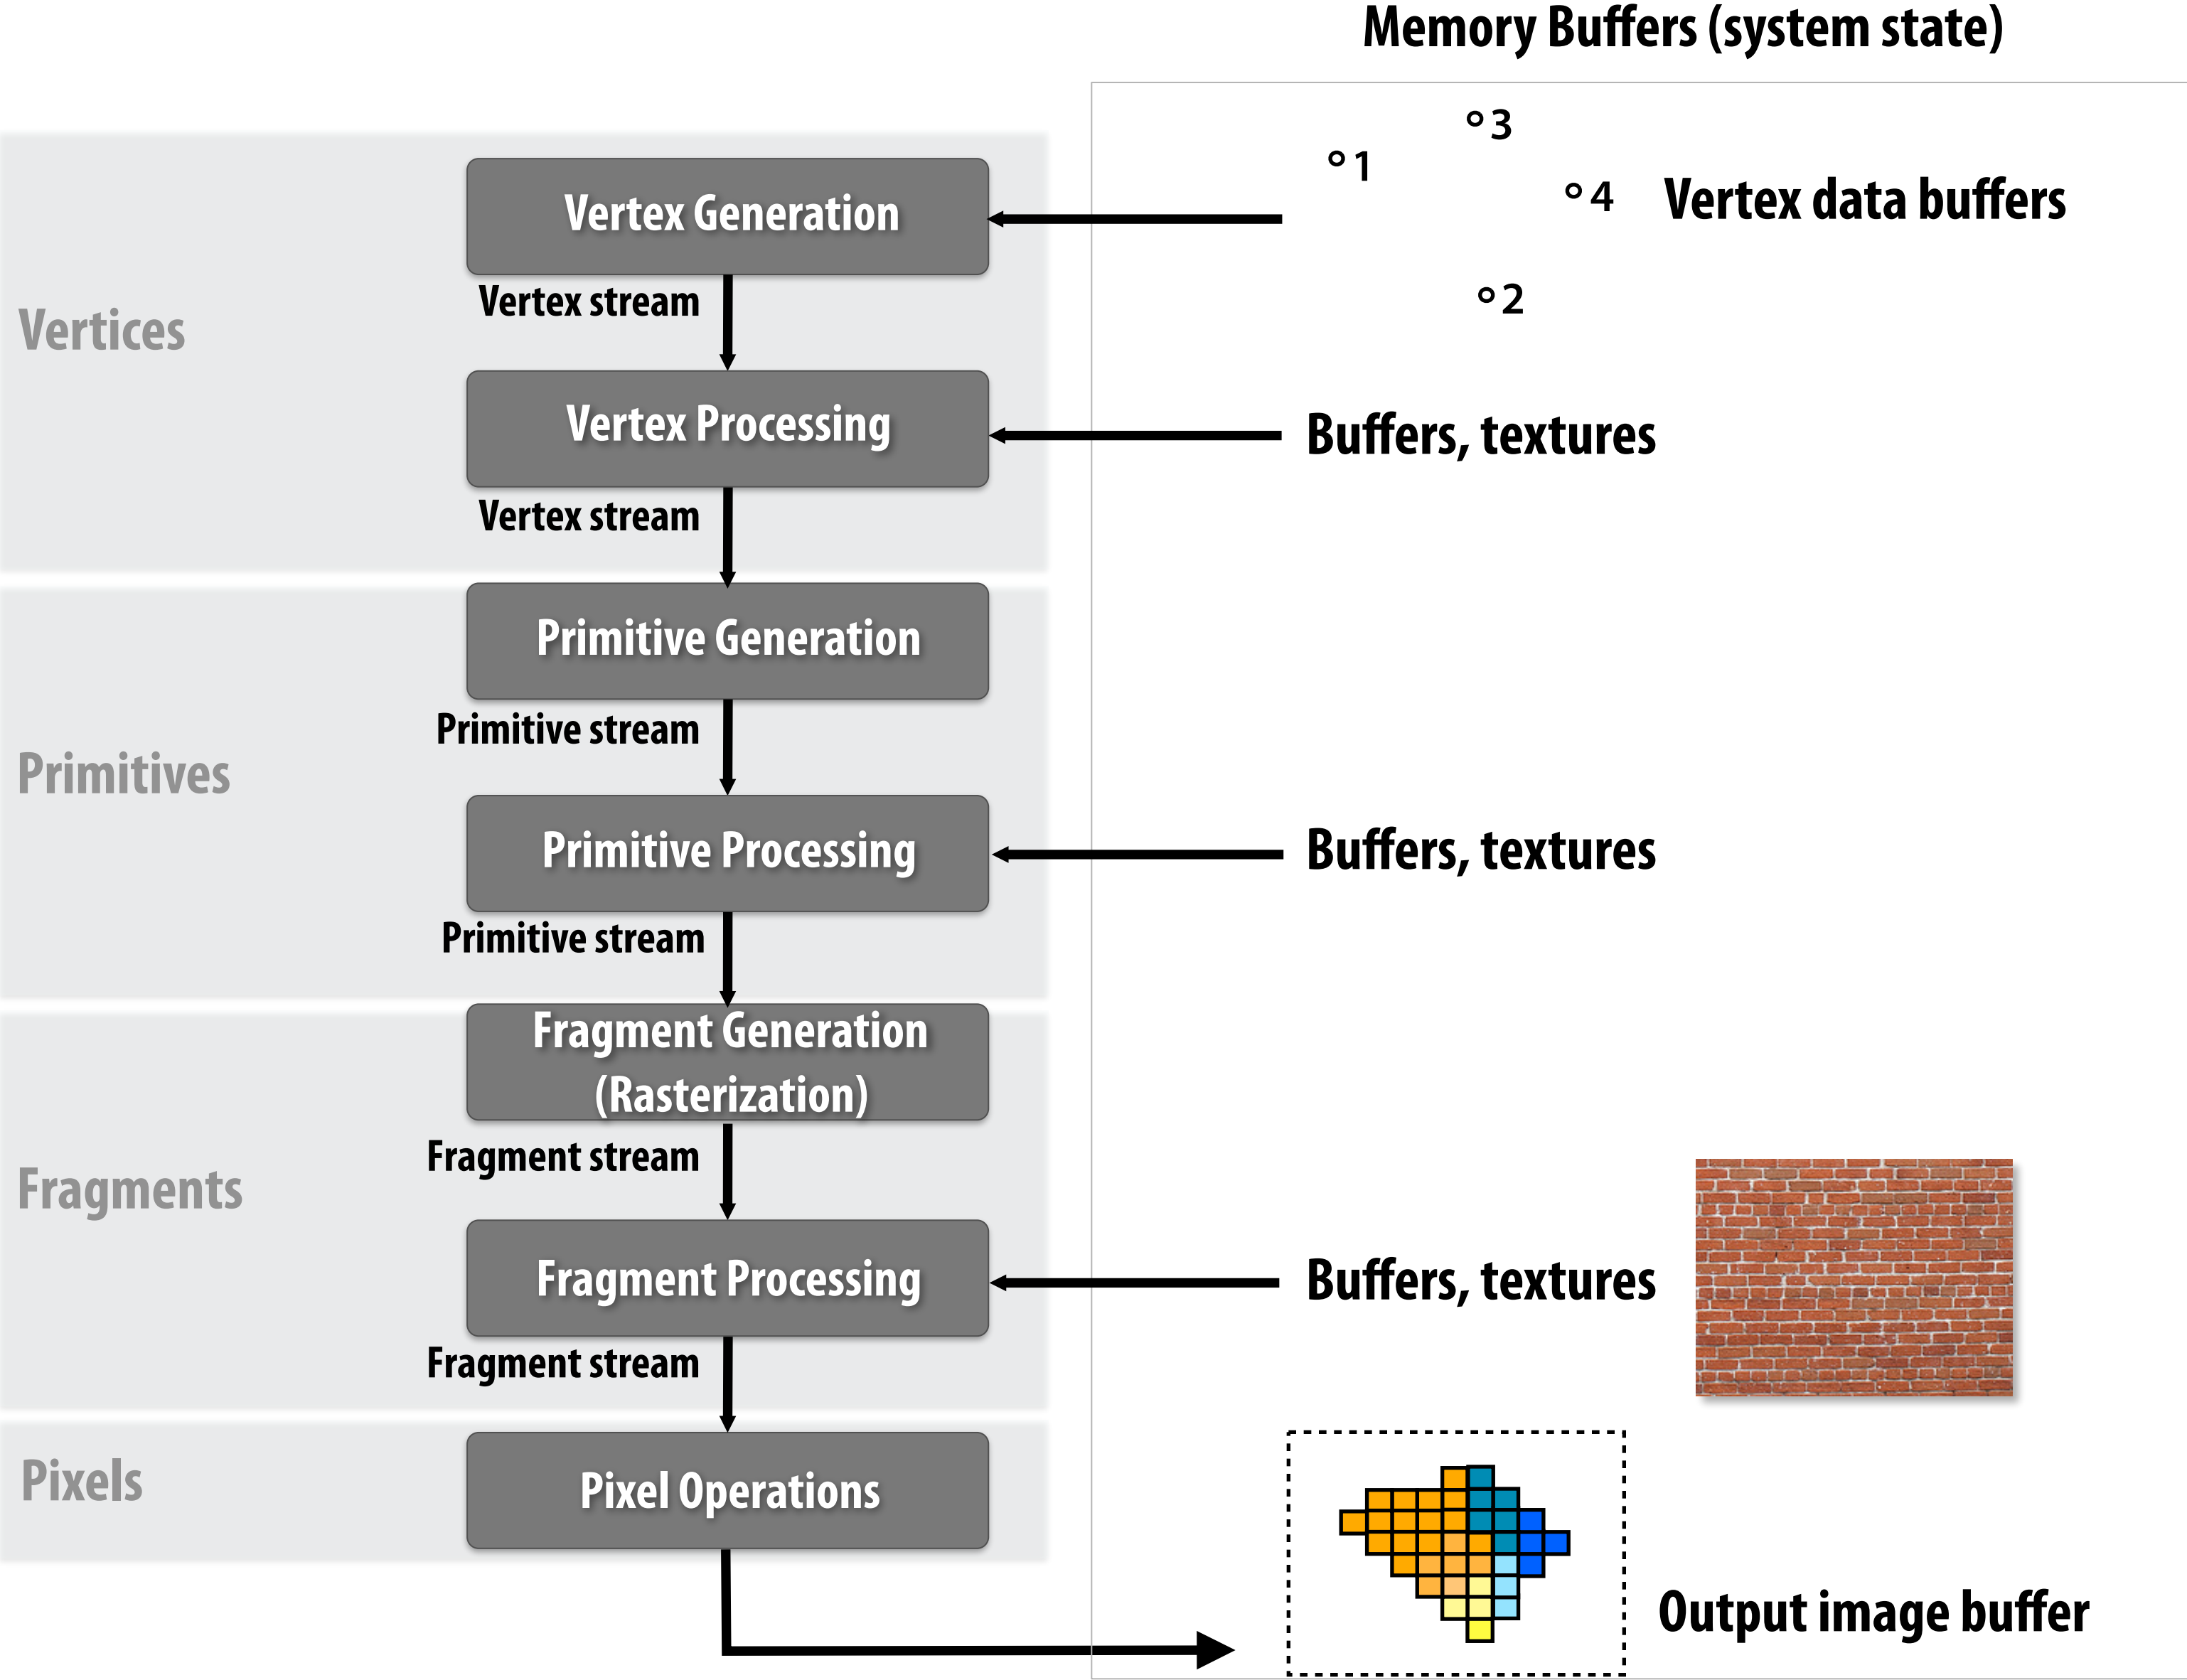 Memory Buffers (system state)
3
1
4
Vertex data buffers
Vertex Generation
Vertex stream
2
Vertices
Vertex Processing
Buffers, textures
Vertex stream
Primitive Generation
Primitive stream
Primitives
Primitive Processing
Buffers, textures
Primitive stream
Fragment Generation
(Rasterization)
Fragment stream
Fragments
Fragment Processing
Buffers, textures
Fragment stream
Pixels
Pixel Operations
Output image buffer